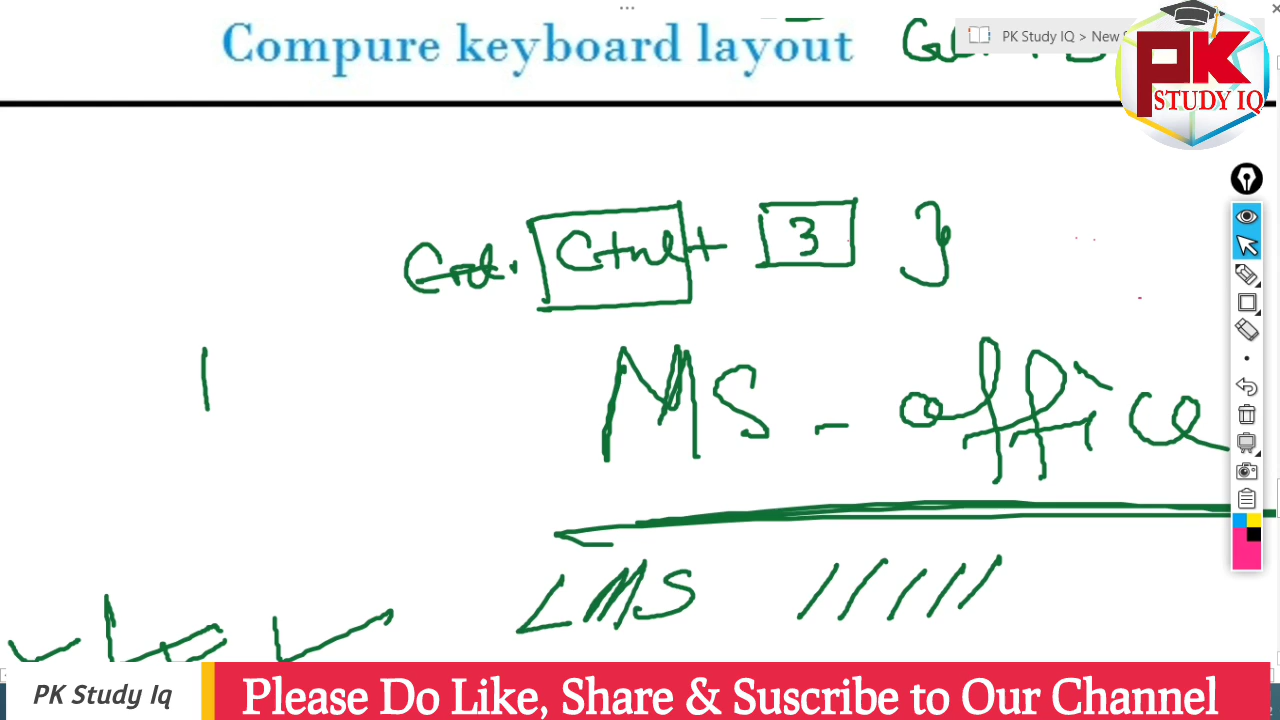 Compure keyboard layout
PK Study IQ > New
PK
STUDY IQ
Ctrl + 3 }
MS - office
LMS / / / / /
PK Study Iq
Please Do Like, Share & Suscribe to Our Channel